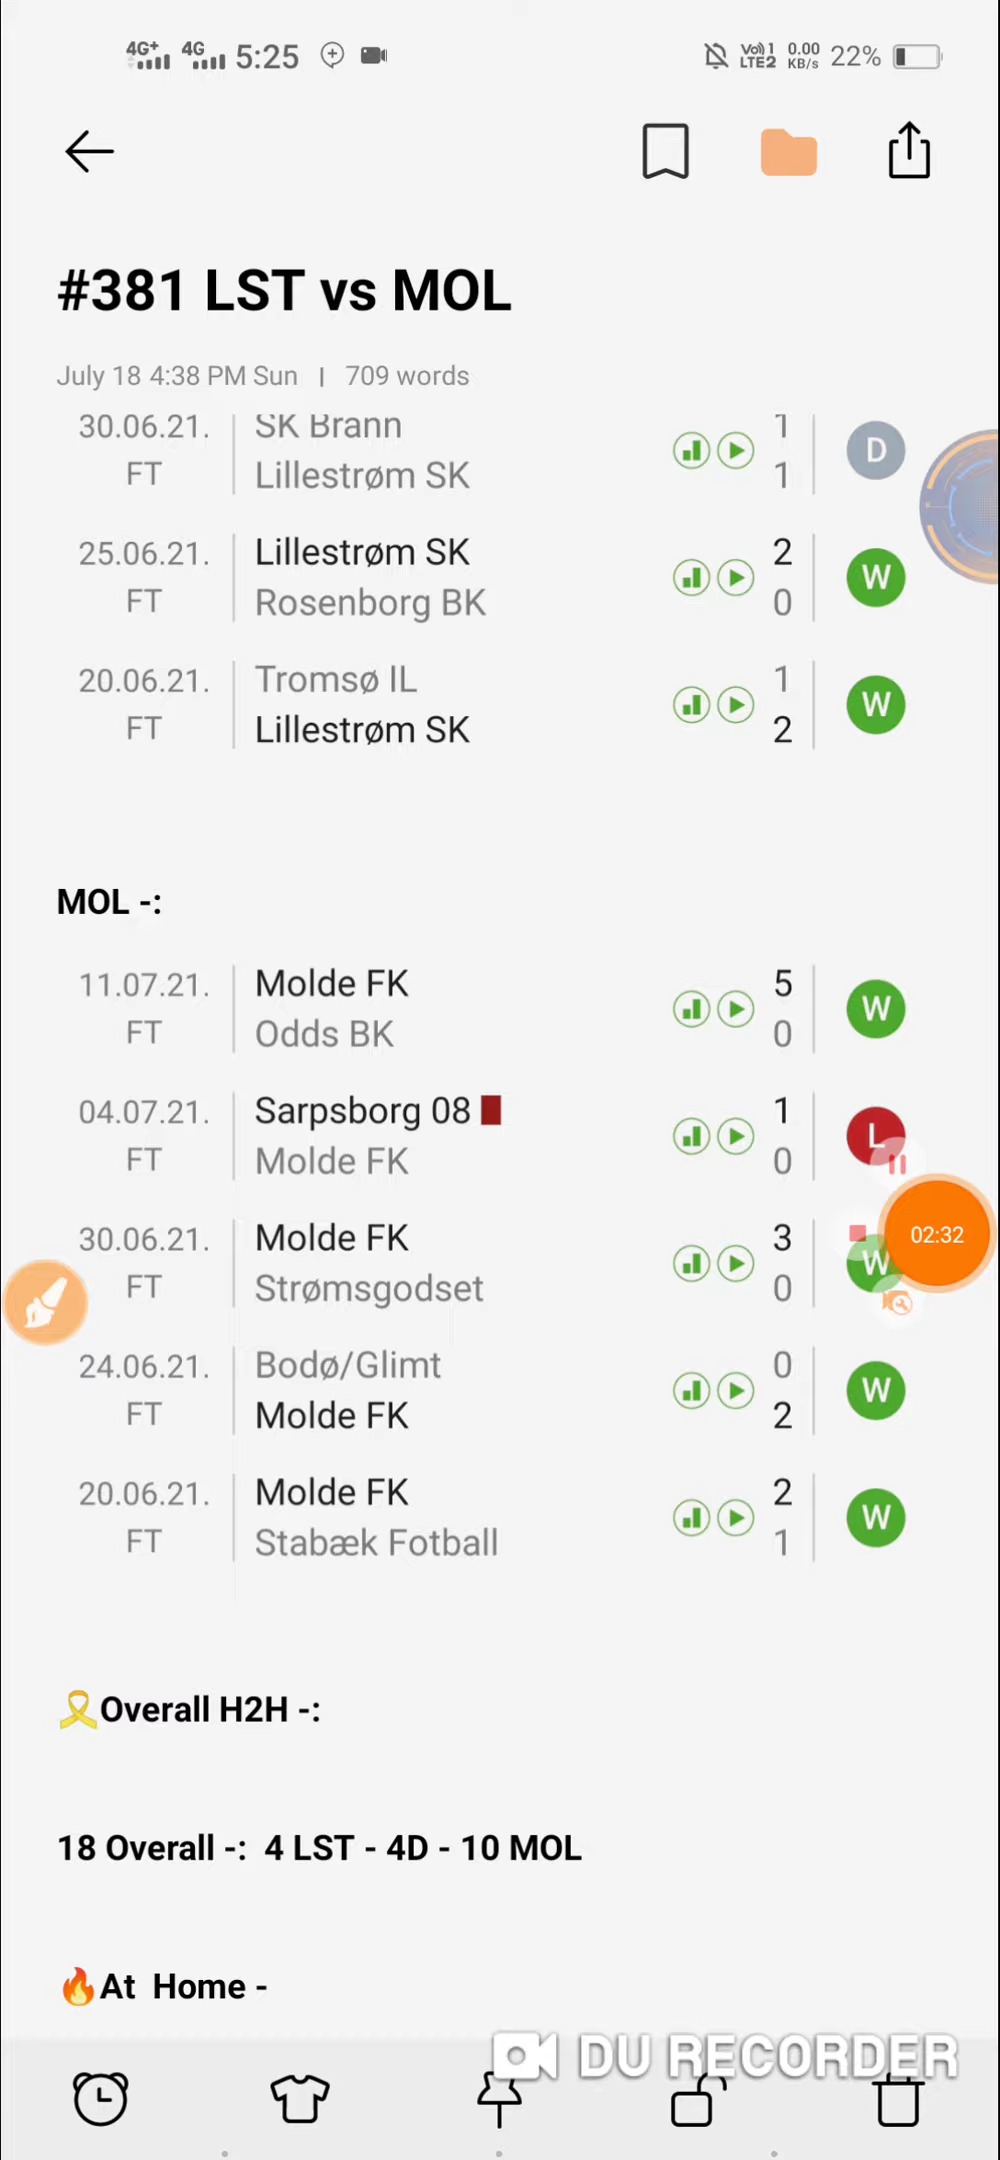 4G+ 4G 5:25 Vo) 1 LTE2 0.00 KB/s 22%
#381 LST vs MOL
July 18 4:38 PM Sun | 709 words
30.06.21. SK Brann 1 D
FT Lillestrøm SK 1
25.06.21. Lillestrøm SK 2 W
FT Rosenborg BK 0
20.06.21. Tromsø IL 1 W
FT Lillestrøm SK 2
MOL -:
11.07.21. Molde FK 5 W
FT Odds BK 0
04.07.21. Sarpsborg 08 1 L
FT Molde FK 0
30.06.21. Molde FK 3 W 02:32
FT Strømsgodset 0
24.06.21. Bodø/Glimt 0 W
FT Molde FK 2
20.06.21. Molde FK 2 W
FT Stabæk Fotball 1
Overall H2H -:
18 Overall -: 4 LST - 4D - 10 MOL
At Home -
DU RECORDER